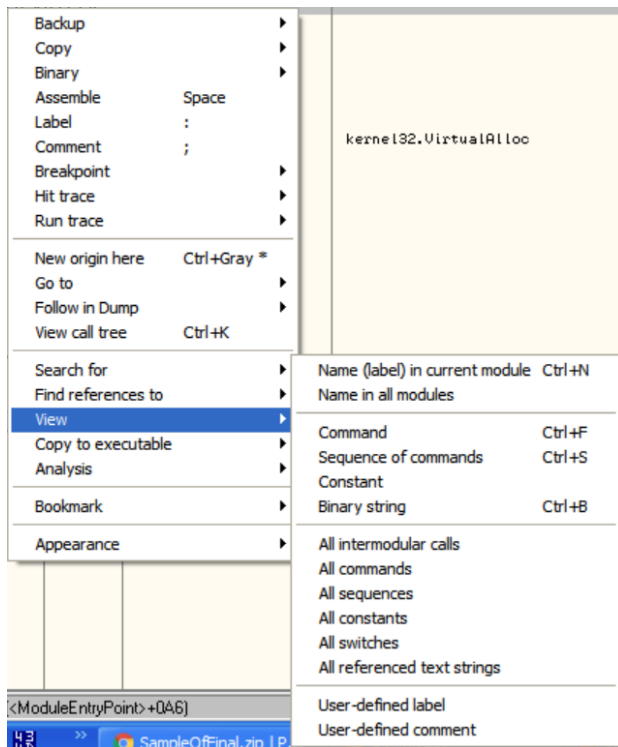 Backup
Copy
Binary
Assemble Space
Label :
Comment ;
Breakpoint
Hit trace
Run trace
New origin here Ctrl+Gray *
Go to
Follow in Dump
View call tree Ctrl+K
Search for
Find references to
View
Copy to executable
Analysis
Bookmark
Appearance
kernel32.VirtualAlloc
Name (label) in current module Ctrl+N
Name in all modules
Command Ctrl+F
Sequence of commands Ctrl+S
Constant
Binary string Ctrl+B
All intermodular calls
All commands
All sequences
All constants
All switches
All referenced text strings
User-defined label
User-defined comment
<ModuleEntryPoint>+0A6)
» SampleOfFinal.zip | P